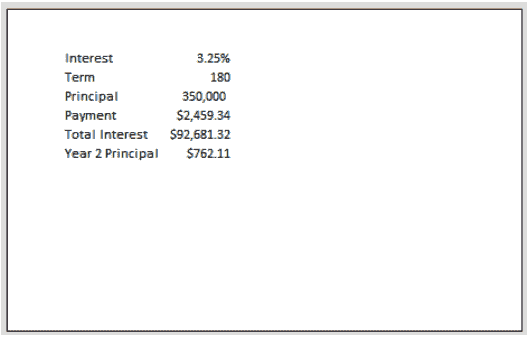 Interest 3.25%
Term 180
Principal 350,000
Payment $2,459.34
Total Interest $92,681.32
Year 2 Principal $762.11